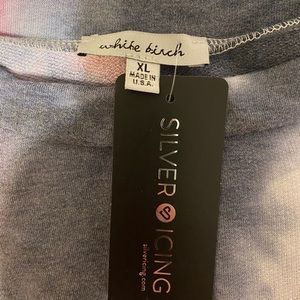 white birch
XL
MADE IN
U.S.A.
SILVER ICING
silvericing.com